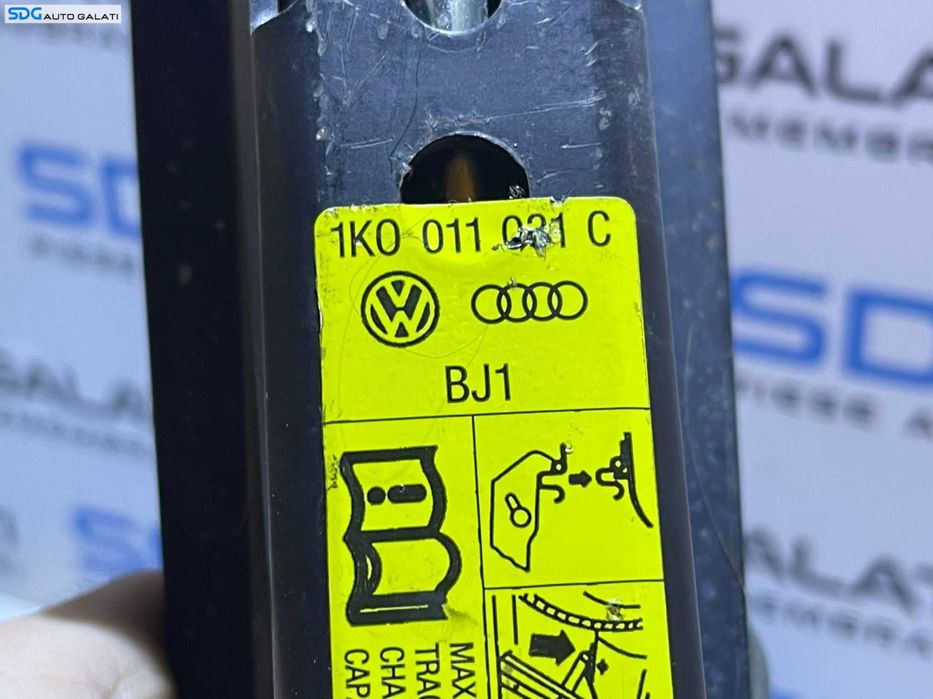 SDG AUTO GALATI
1K0 011 031 C
BJ1
MAX
TRAC
CHA
CAP